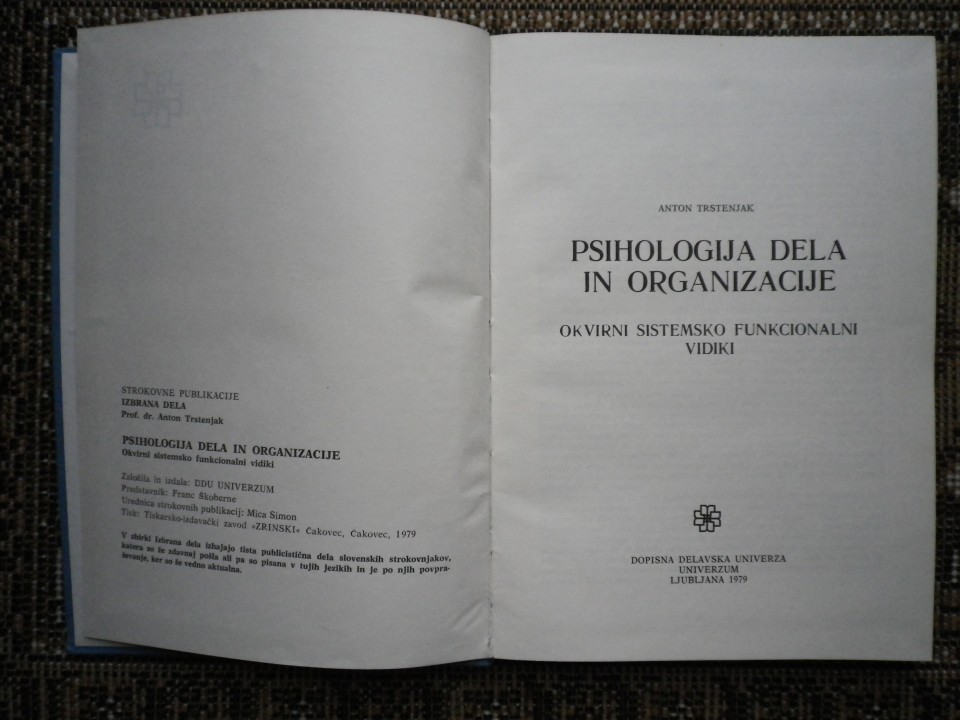 STROKOVNE PUBLIKACIJE
IZBRANA DELA
Prof. dr. Anton Trstenjak
PSIHOLOGIJA DELA IN ORGANIZACIJE
Okvirni sistemsko funkcionalni vidiki
Založila in izdala: DDU UNIVERZUM
Predstavnik: Franc Škoberne
Urednica strokovnih publikacij: Mica Simon
Tisk: Tiskarsko-izdavački zavod »ZRINSKI« Čakovec, Čakovec, 1979
V zbirki Izbrana dela izhajajo tista publicistična dela slovenskih strokovnjakov,
katera so že zdavnaj pošla ali pa so pisana v tujih jezikih in je po njih povpra-
ševanje, ker so še vedno aktualna.
ANTON TRSTENJAK
PSIHOLOGIJA DELA
IN ORGANIZACIJE
OKVIRNI SISTEMSKO FUNKCIONALNI
VIDIKI
DOPISNA DELAVSKA UNIVERZA
UNIVERZUM
LJUBLJANA 1979